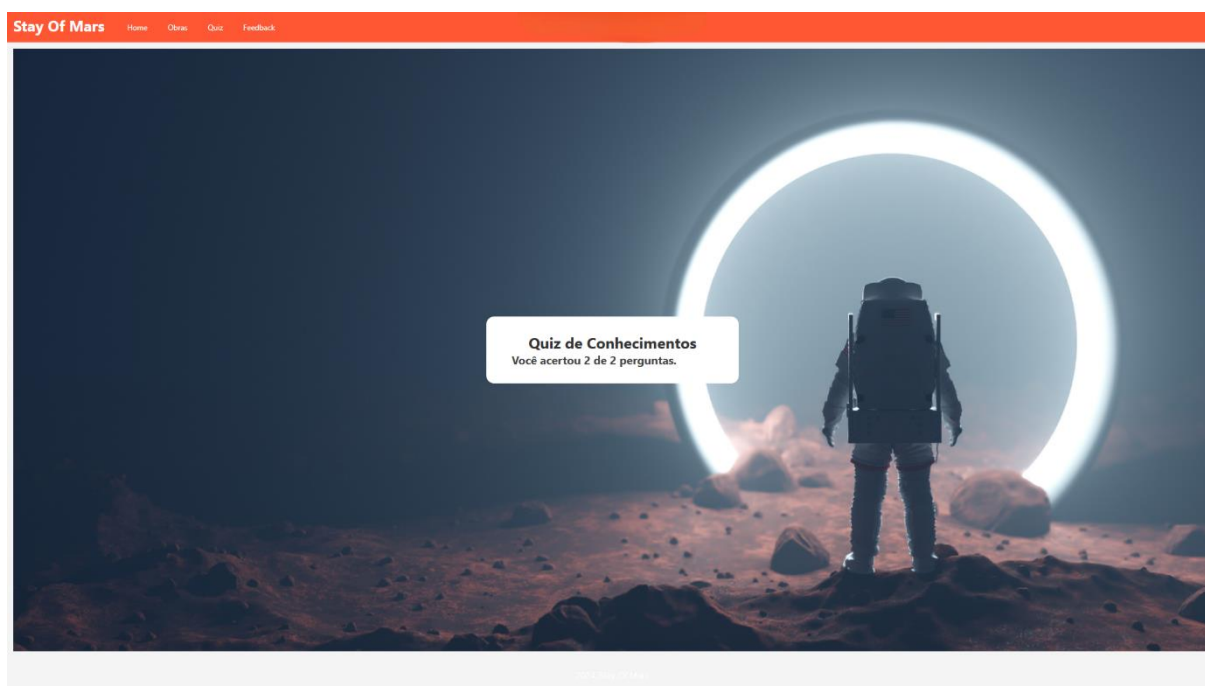 Stay Of Mars
Home
Obras
Quiz
Feedback
Quiz de Conhecimentos
Você acertou 2 de 2 perguntas.